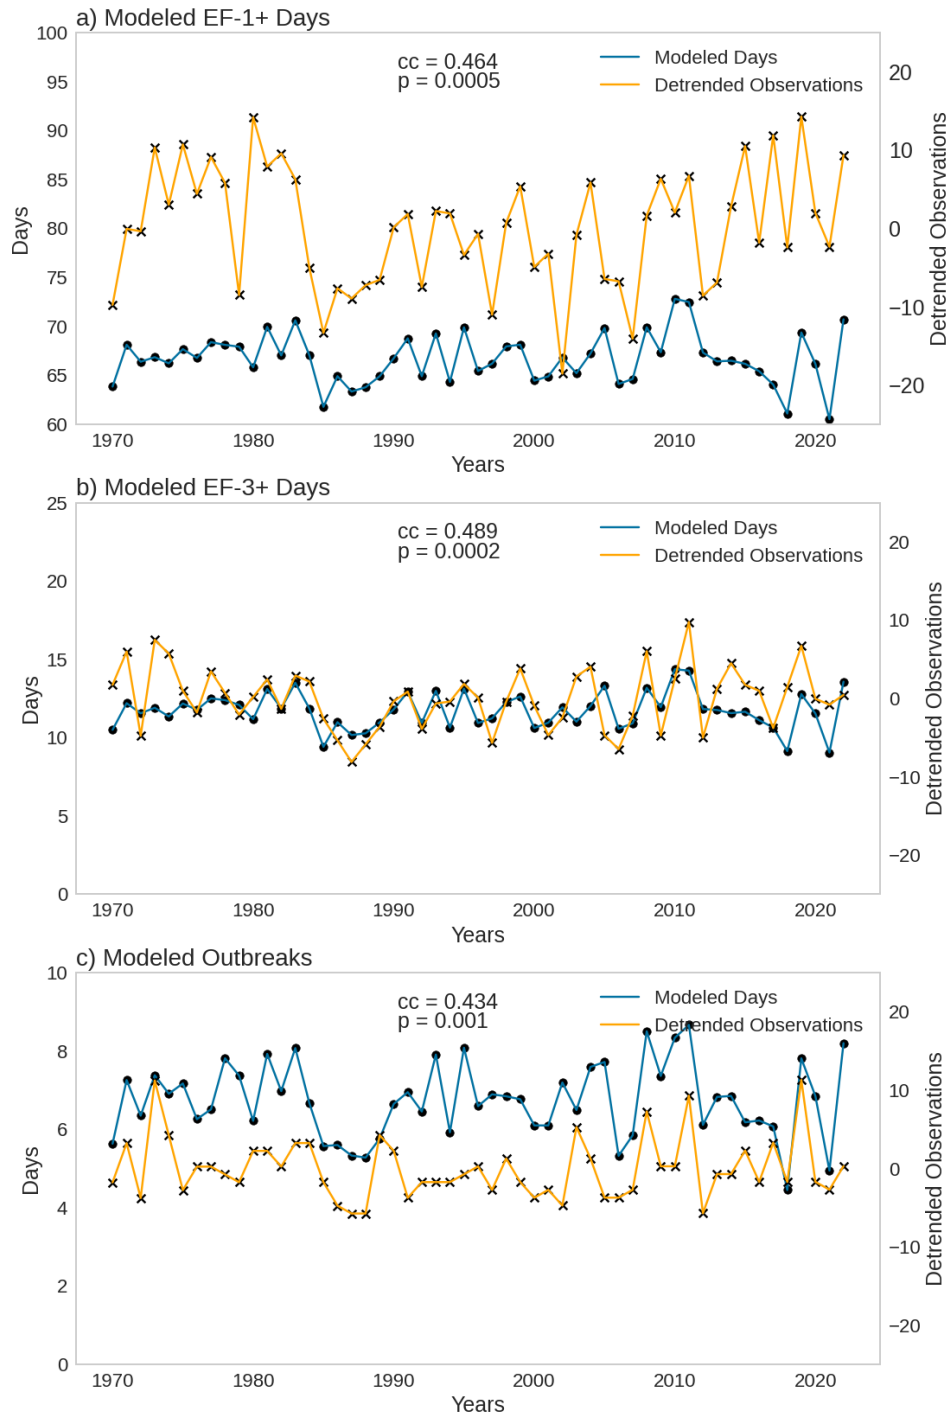 a) Modeled EF-1+ Days
100
95
90
85
80
75
70
65
60
Days
cc = 0.464
p = 0.0005
Modeled Days
Detrended Observations
20
10
0
−10
−20
Detrended Observations
1970
1980
1990
2000
2010
2020
Years
b) Modeled EF-3+ Days
25
20
15
10
5
0
Days
cc = 0.489
p = 0.0002
Modeled Days
Detrended Observations
20
10
0
−10
−20
Detrended Observations
1970
1980
1990
2000
2010
2020
Years
c) Modeled Outbreaks
10
8
6
4
2
0
Days
cc = 0.434
p = 0.001
Modeled Days
Detrended Observations
20
10
0
−10
−20
Detrended Observations
1970
1980
1990
2000
2010
2020
Years